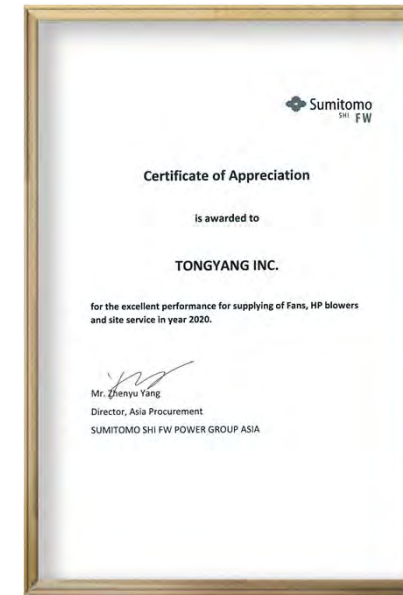 Sumitomo
SHI FW
Certificate of Appreciation
is awarded to
TONGYANG INC.
for the excellent performance for supplying of Fans, HP blowers
and site service in year 2020.
Mr. Zhenyu Yang
Director, Asia Procurement
SUMITOMO SHI FW POWER GROUP ASIA